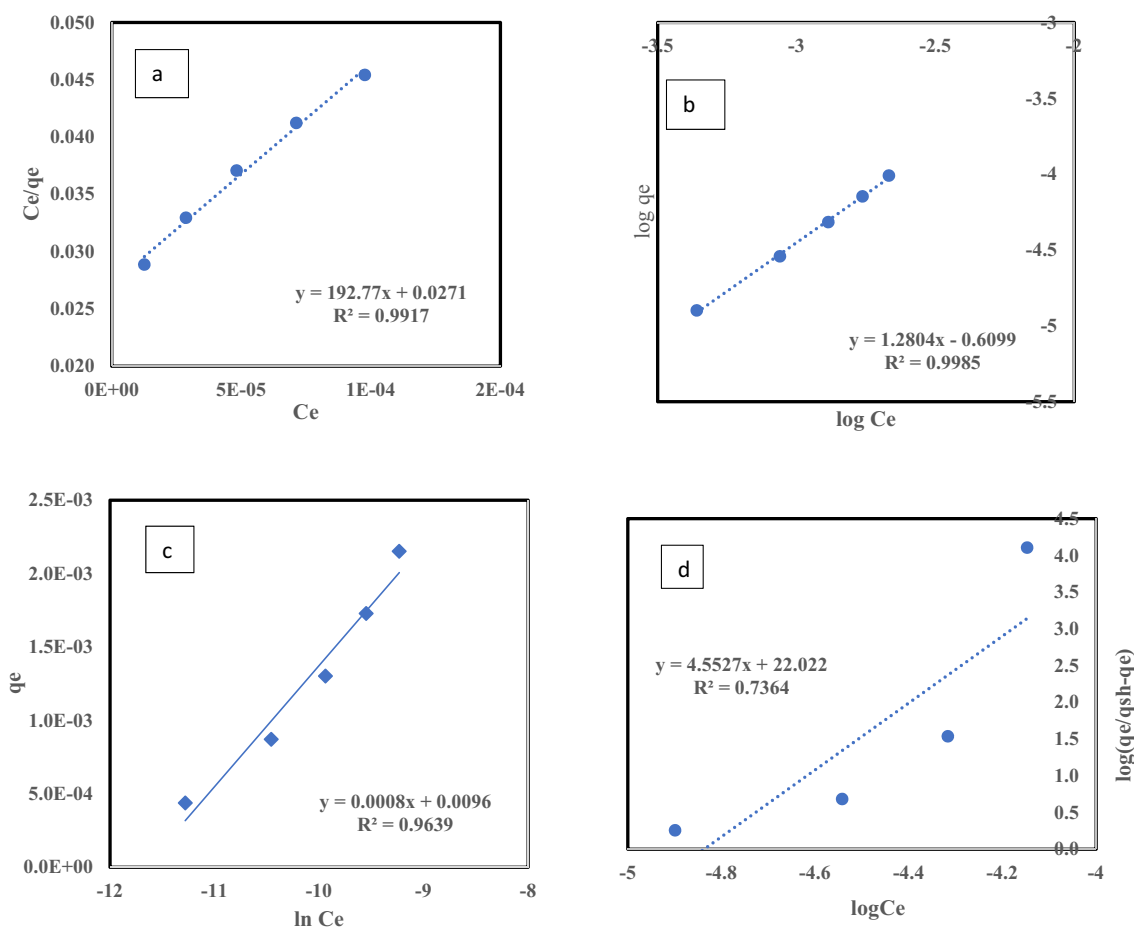 a
0.050
0.045
0.040
0.035
0.030
0.025
0.020
Ce/qe
y = 192.77x + 0.0271
R² = 0.9917
0E+00 5E-05 1E-04 2E-04
Ce
b
-3.5 -3 -2.5 -2
-3
-3.5
-4
-4.5
-5
-5.5
log qe
y = 1.2804x - 0.6099
R² = 0.9985
log Ce
c
2.5E-03
2.0E-03
1.5E-03
1.0E-03
5.0E-04
0.0E+00
qe
y = 0.0008x + 0.0096
R² = 0.9639
-12 -11 -10 -9 -8
ln Ce
d
4.5
4.0
3.5
3.0
2.5
2.0
1.5
1.0
0.5
0.0
log(qe/qsh-qe)
y = 4.5527x + 22.022
R² = 0.7364
-5 -4.8 -4.6 -4.4 -4.2 -4
logCe